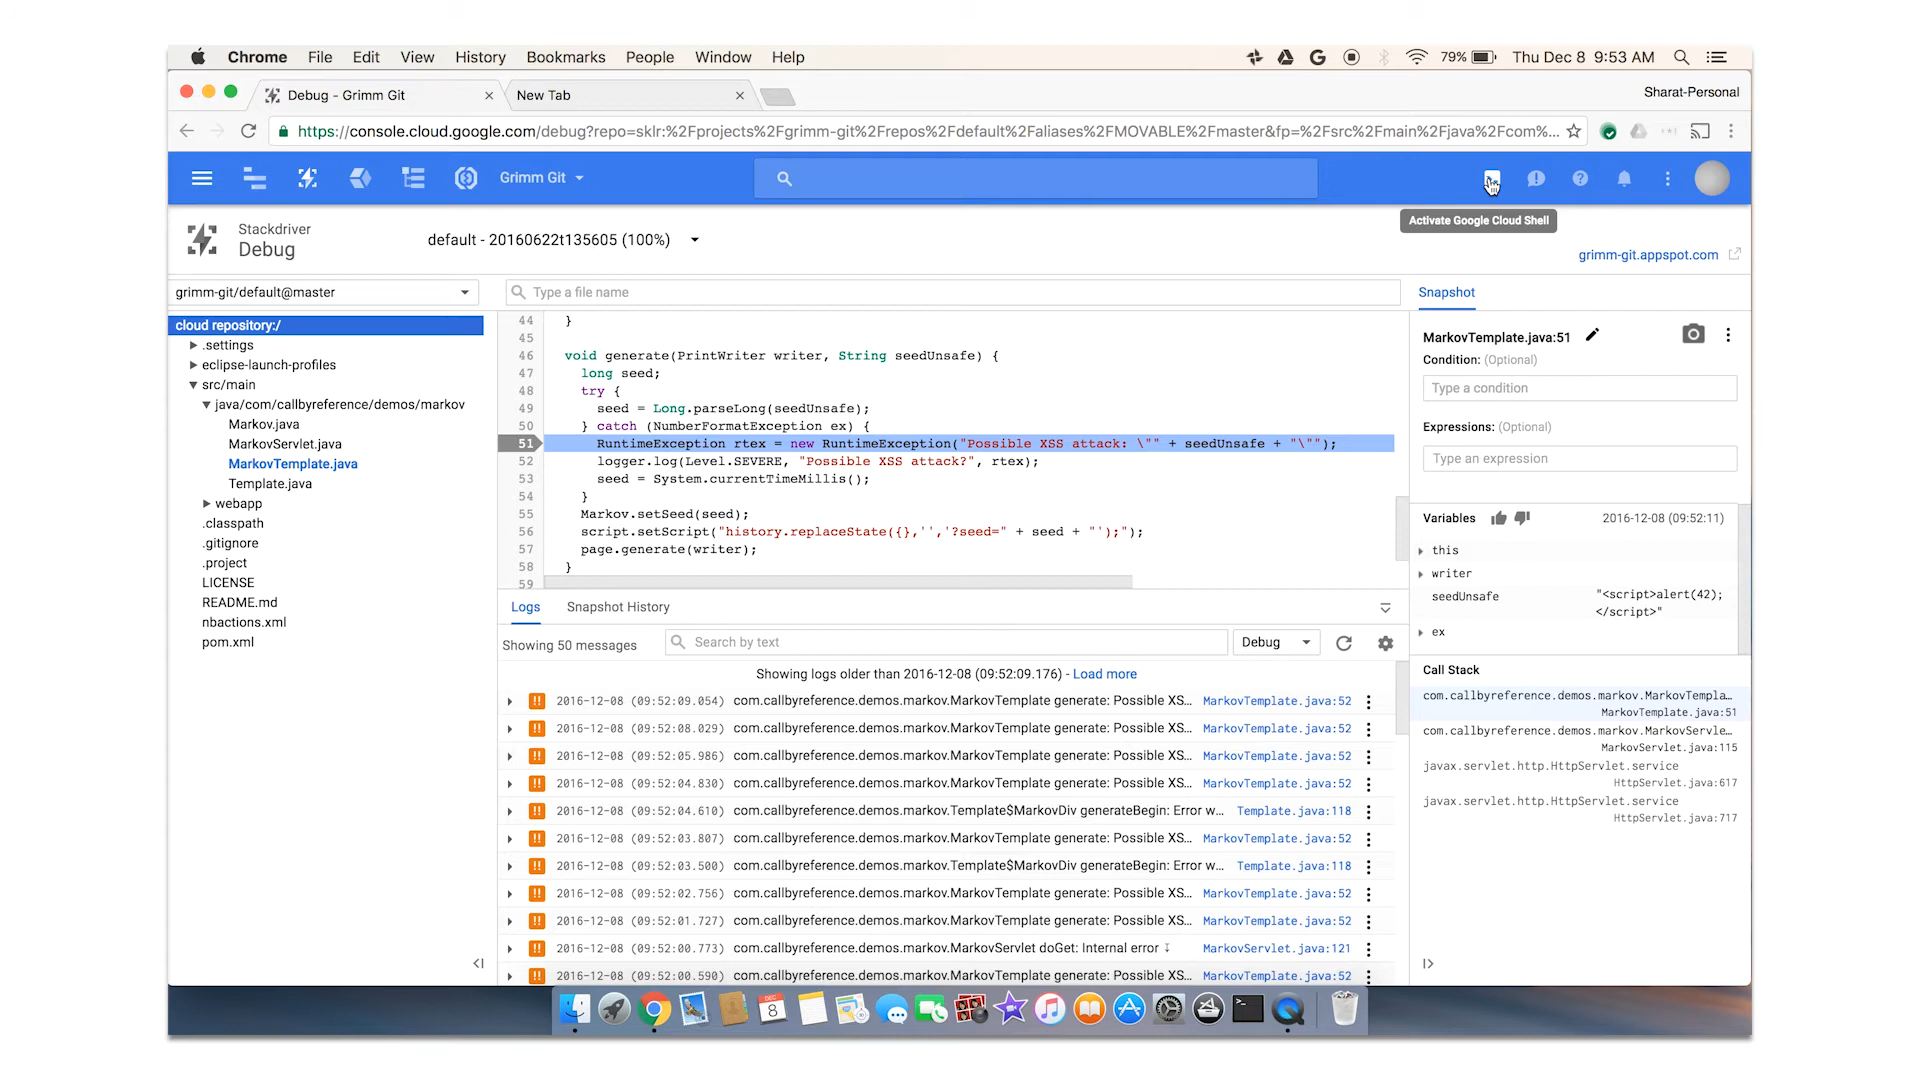 Chrome File Edit View History Bookmarks People Window Help 79% Thu Dec 8 9:53 AM
Debug - Grimm Git New Tab Sharat-Personal
https://console.cloud.google.com/debug?repo=sklr:%2Fprojects%2Fgrimm-git%2Frepos%2Fdefault%2Faliases%2FMOVABLE%2Fmaster&fp=%2Fsrc%2Fmain%2Fjava%2Fcom%...
Grimm Git
Activate Google Cloud Shell
Stackdriver
Debug
default - 20160622t135605 (100%)
grimm-git.appspot.com
grimm-git/default@master
Type a file name
Snapshot
cloud repository:/
.settings
eclipse-launch-profiles
src/main
java/com/callbyreference/demos/markov
Markov.java
MarkovServlet.java
MarkovTemplate.java
Template.java
webapp
.classpath
.gitignore
.project
LICENSE
README.md
nbactions.xml
pom.xml
44 }
45
46 void generate(PrintWriter writer, String seedUnsafe) {
47 long seed;
48 try {
49 seed = Long.parseLong(seedUnsafe);
50 } catch (NumberFormatException ex) {
51 RuntimeException rtex = new RuntimeException("Possible XSS attack: \"" + seedUnsafe + "\"");
52 logger.log(Level.SEVERE, "Possible XSS attack?", rtex);
53 seed = System.currentTimeMillis();
54 }
55 Markov.setSeed(seed);
56 script.setScript("history.replaceState({},'','?seed=" + seed + "');");
57 page.generate(writer);
58 }
59
Logs Snapshot History
Showing 50 messages Search by text Debug
Showing logs older than 2016-12-08 (09:52:09.176) - Load more
!! 2016-12-08 (09:52:09.054) com.callbyreference.demos.markov.MarkovTemplate generate: Possible XS... MarkovTemplate.java:52
!! 2016-12-08 (09:52:08.029) com.callbyreference.demos.markov.MarkovTemplate generate: Possible XS... MarkovTemplate.java:52
!! 2016-12-08 (09:52:05.986) com.callbyreference.demos.markov.MarkovTemplate generate: Possible XS... MarkovTemplate.java:52
!! 2016-12-08 (09:52:04.830) com.callbyreference.demos.markov.MarkovTemplate generate: Possible XS... MarkovTemplate.java:52
!! 2016-12-08 (09:52:04.610) com.callbyreference.demos.markov.Template$MarkovDiv generateBegin: Error w... Template.java:118
!! 2016-12-08 (09:52:03.807) com.callbyreference.demos.markov.MarkovTemplate generate: Possible XS... MarkovTemplate.java:52
!! 2016-12-08 (09:52:03.500) com.callbyreference.demos.markov.Template$MarkovDiv generateBegin: Error w... Template.java:118
!! 2016-12-08 (09:52:02.756) com.callbyreference.demos.markov.MarkovTemplate generate: Possible XS... MarkovTemplate.java:52
!! 2016-12-08 (09:52:01.727) com.callbyreference.demos.markov.MarkovTemplate generate: Possible XS... MarkovTemplate.java:52
!! 2016-12-08 (09:52:00.773) com.callbyreference.demos.markov.MarkovServlet doGet: Internal error MarkovServlet.java:121
!! 2016-12-08 (09:52:00.590) com.callbyreference.demos.markov.MarkovTemplate generate: Possible XS... MarkovTemplate.java:52
MarkovTemplate.java:51
Condition: (Optional)
Type a condition
Expressions: (Optional)
Type an expression
Variables 2016-12-08 (09:52:11)
this
writer
seedUnsafe "<script>alert(42);
</script>"
ex
Call Stack
com.callbyreference.demos.markov.MarkovTempla...
MarkovTemplate.java:51
com.callbyreference.demos.markov.MarkovServle...
MarkovServlet.java:115
javax.servlet.http.HttpServlet.service
HttpServlet.java:617
javax.servlet.http.HttpServlet.service
HttpServlet.java:717
DEC
8